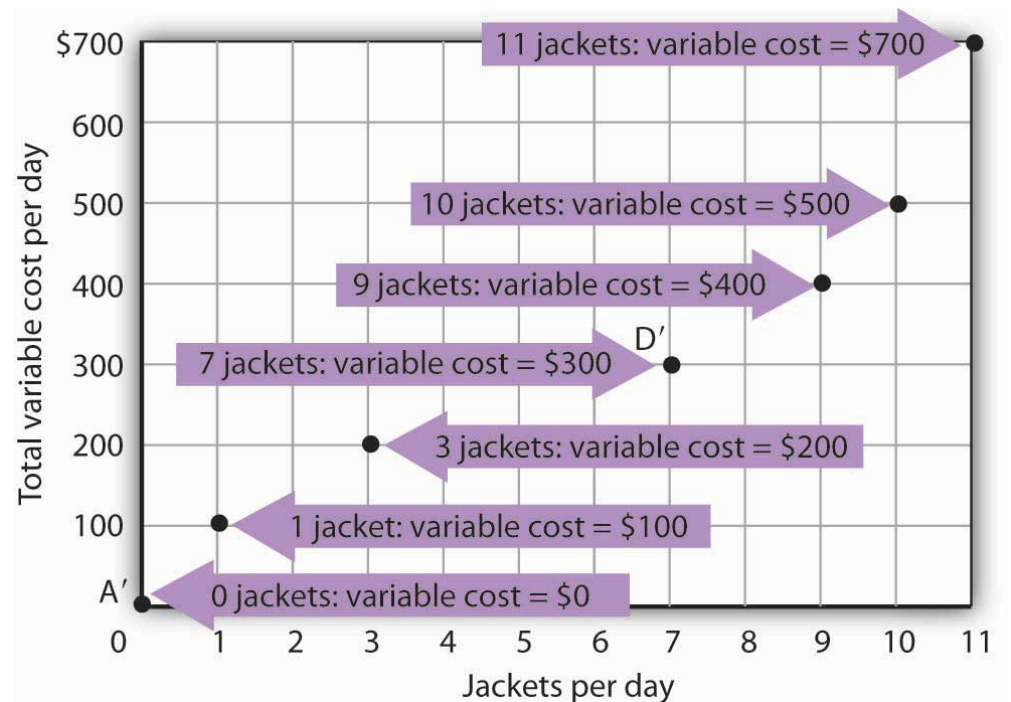 $700
11 jackets: variable cost = $700
600
500
10 jackets: variable cost = $500
400
9 jackets: variable cost = $400
D′
300
7 jackets: variable cost = $300
200
3 jackets: variable cost = $200
100
1 jacket: variable cost = $100
A′
0 jackets: variable cost = $0
0 1 2 3 4 5 6 7 8 9 10 11
Jackets per day
Total variable cost per day